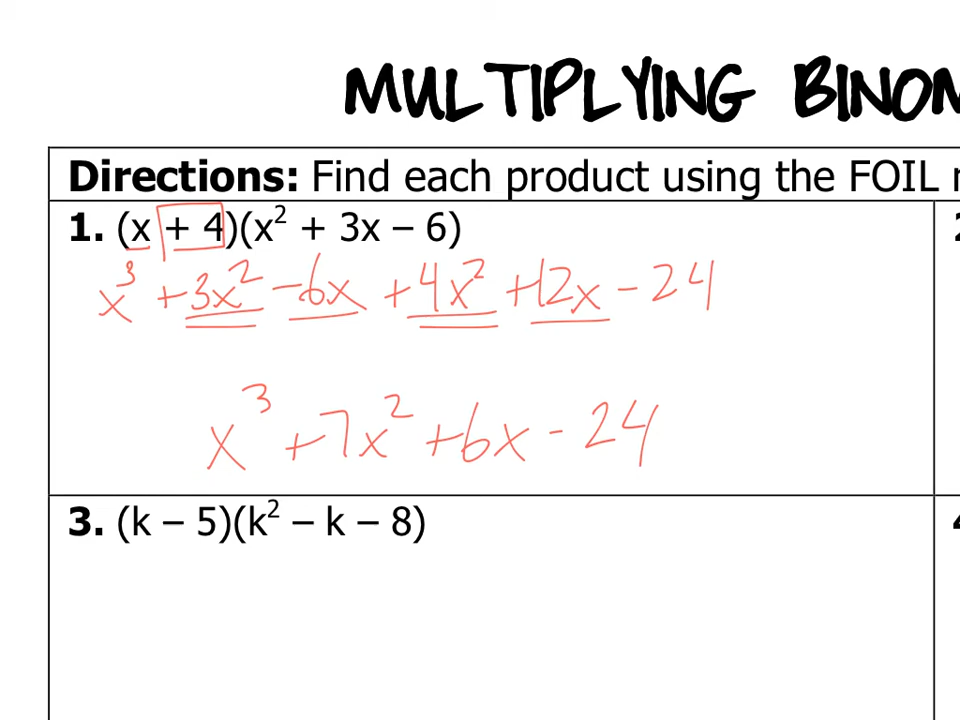 MULTIPLYING
Directions: Find each product using the FOIL
1. (x + 4)(x² + 3x – 6)
x³ + 3x² - 6x + 4x² + 12x - 24
x³ + 7x² + 6x - 24
3. (k – 5)(k² – k – 8)